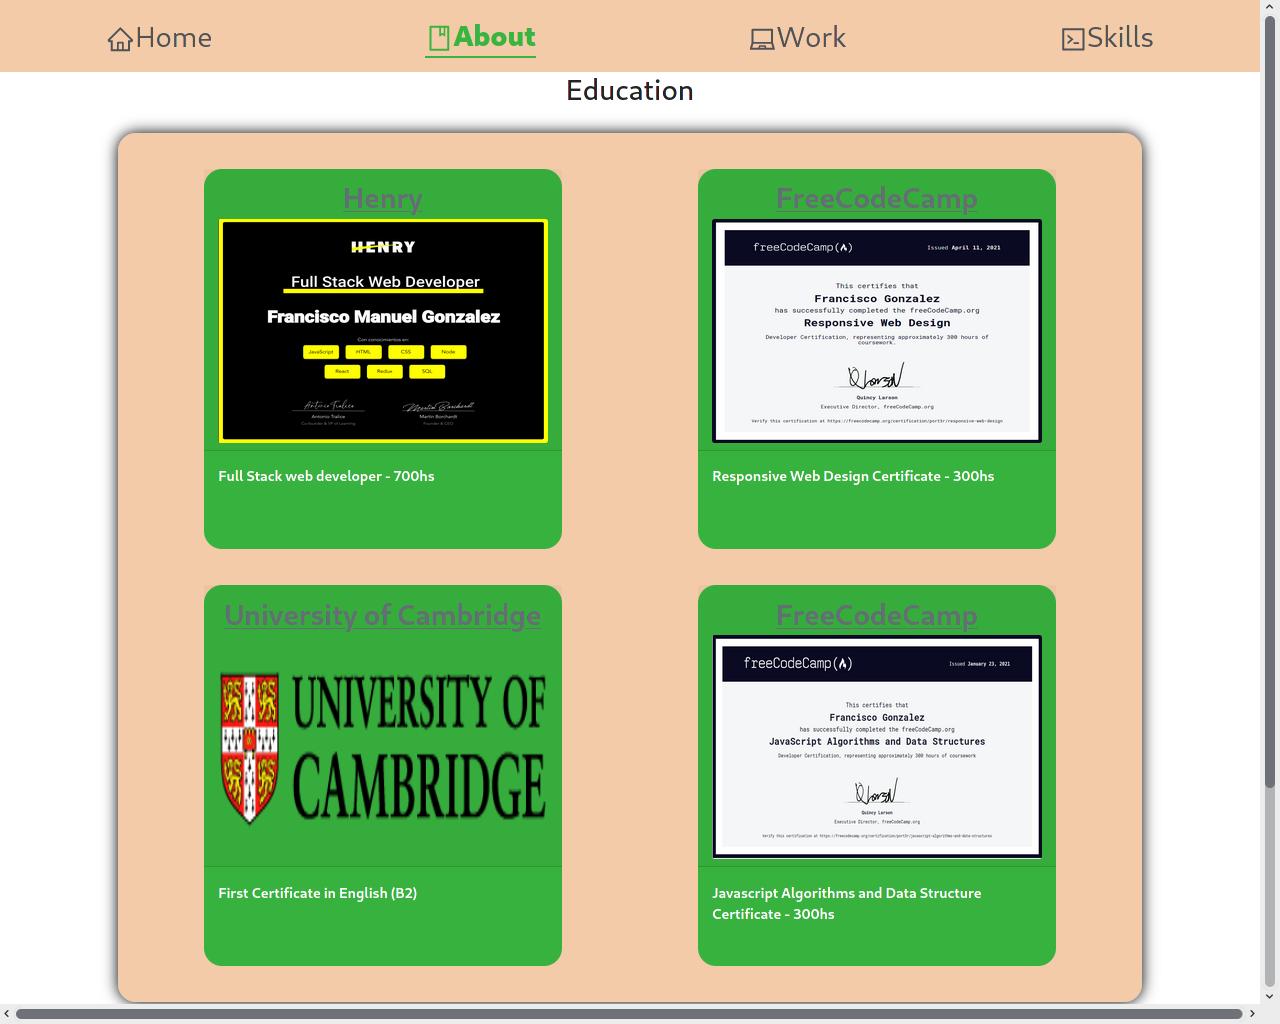 Home
About
Work
Skills
Education
Henry
HENRY
Full Stack Web Developer
Francisco Manuel Gonzalez
Con conocimientos en:
JavaScript
HTML
CSS
Node
React
Redux
SQL
Antonio Tralice
Martin Borchardt
Co-founder & VP of Learning
Founder & CEO
Full Stack web developer - 700hs
FreeCodeCamp
freeCodeCamp(🔥)
Issued April 11, 2021
This certifies that
Francisco Gonzalez
has successfully completed the freeCodeCamp.org
Responsive Web Design
Developer Certification, representing approximately 300 hours of
coursework.
Quincy Larson
Executive Director, freeCodeCamp.org
Verify this certification at https://freecodecamp.org/certification/port3r/responsive-web-design
Responsive Web Design Certificate - 300hs
University of Cambridge
UNIVERSITY OF
CAMBRIDGE
First Certificate in English (B2)
FreeCodeCamp
freeCodeCamp(🔥)
Issued January 23, 2021
This certifies that
Francisco Gonzalez
has successfully completed the freeCodeCamp.org
JavaScript Algorithms and Data Structures
Developer Certification, representing approximately 300 hours of coursework
Quincy Larson
Executive Director, freeCodeCamp.org
Verify this certification at https://freecodecamp.org/certification/port3r/javascript-algorithms-and-data-structures
Javascript Algorithms and Data Structure
Certificate - 300hs